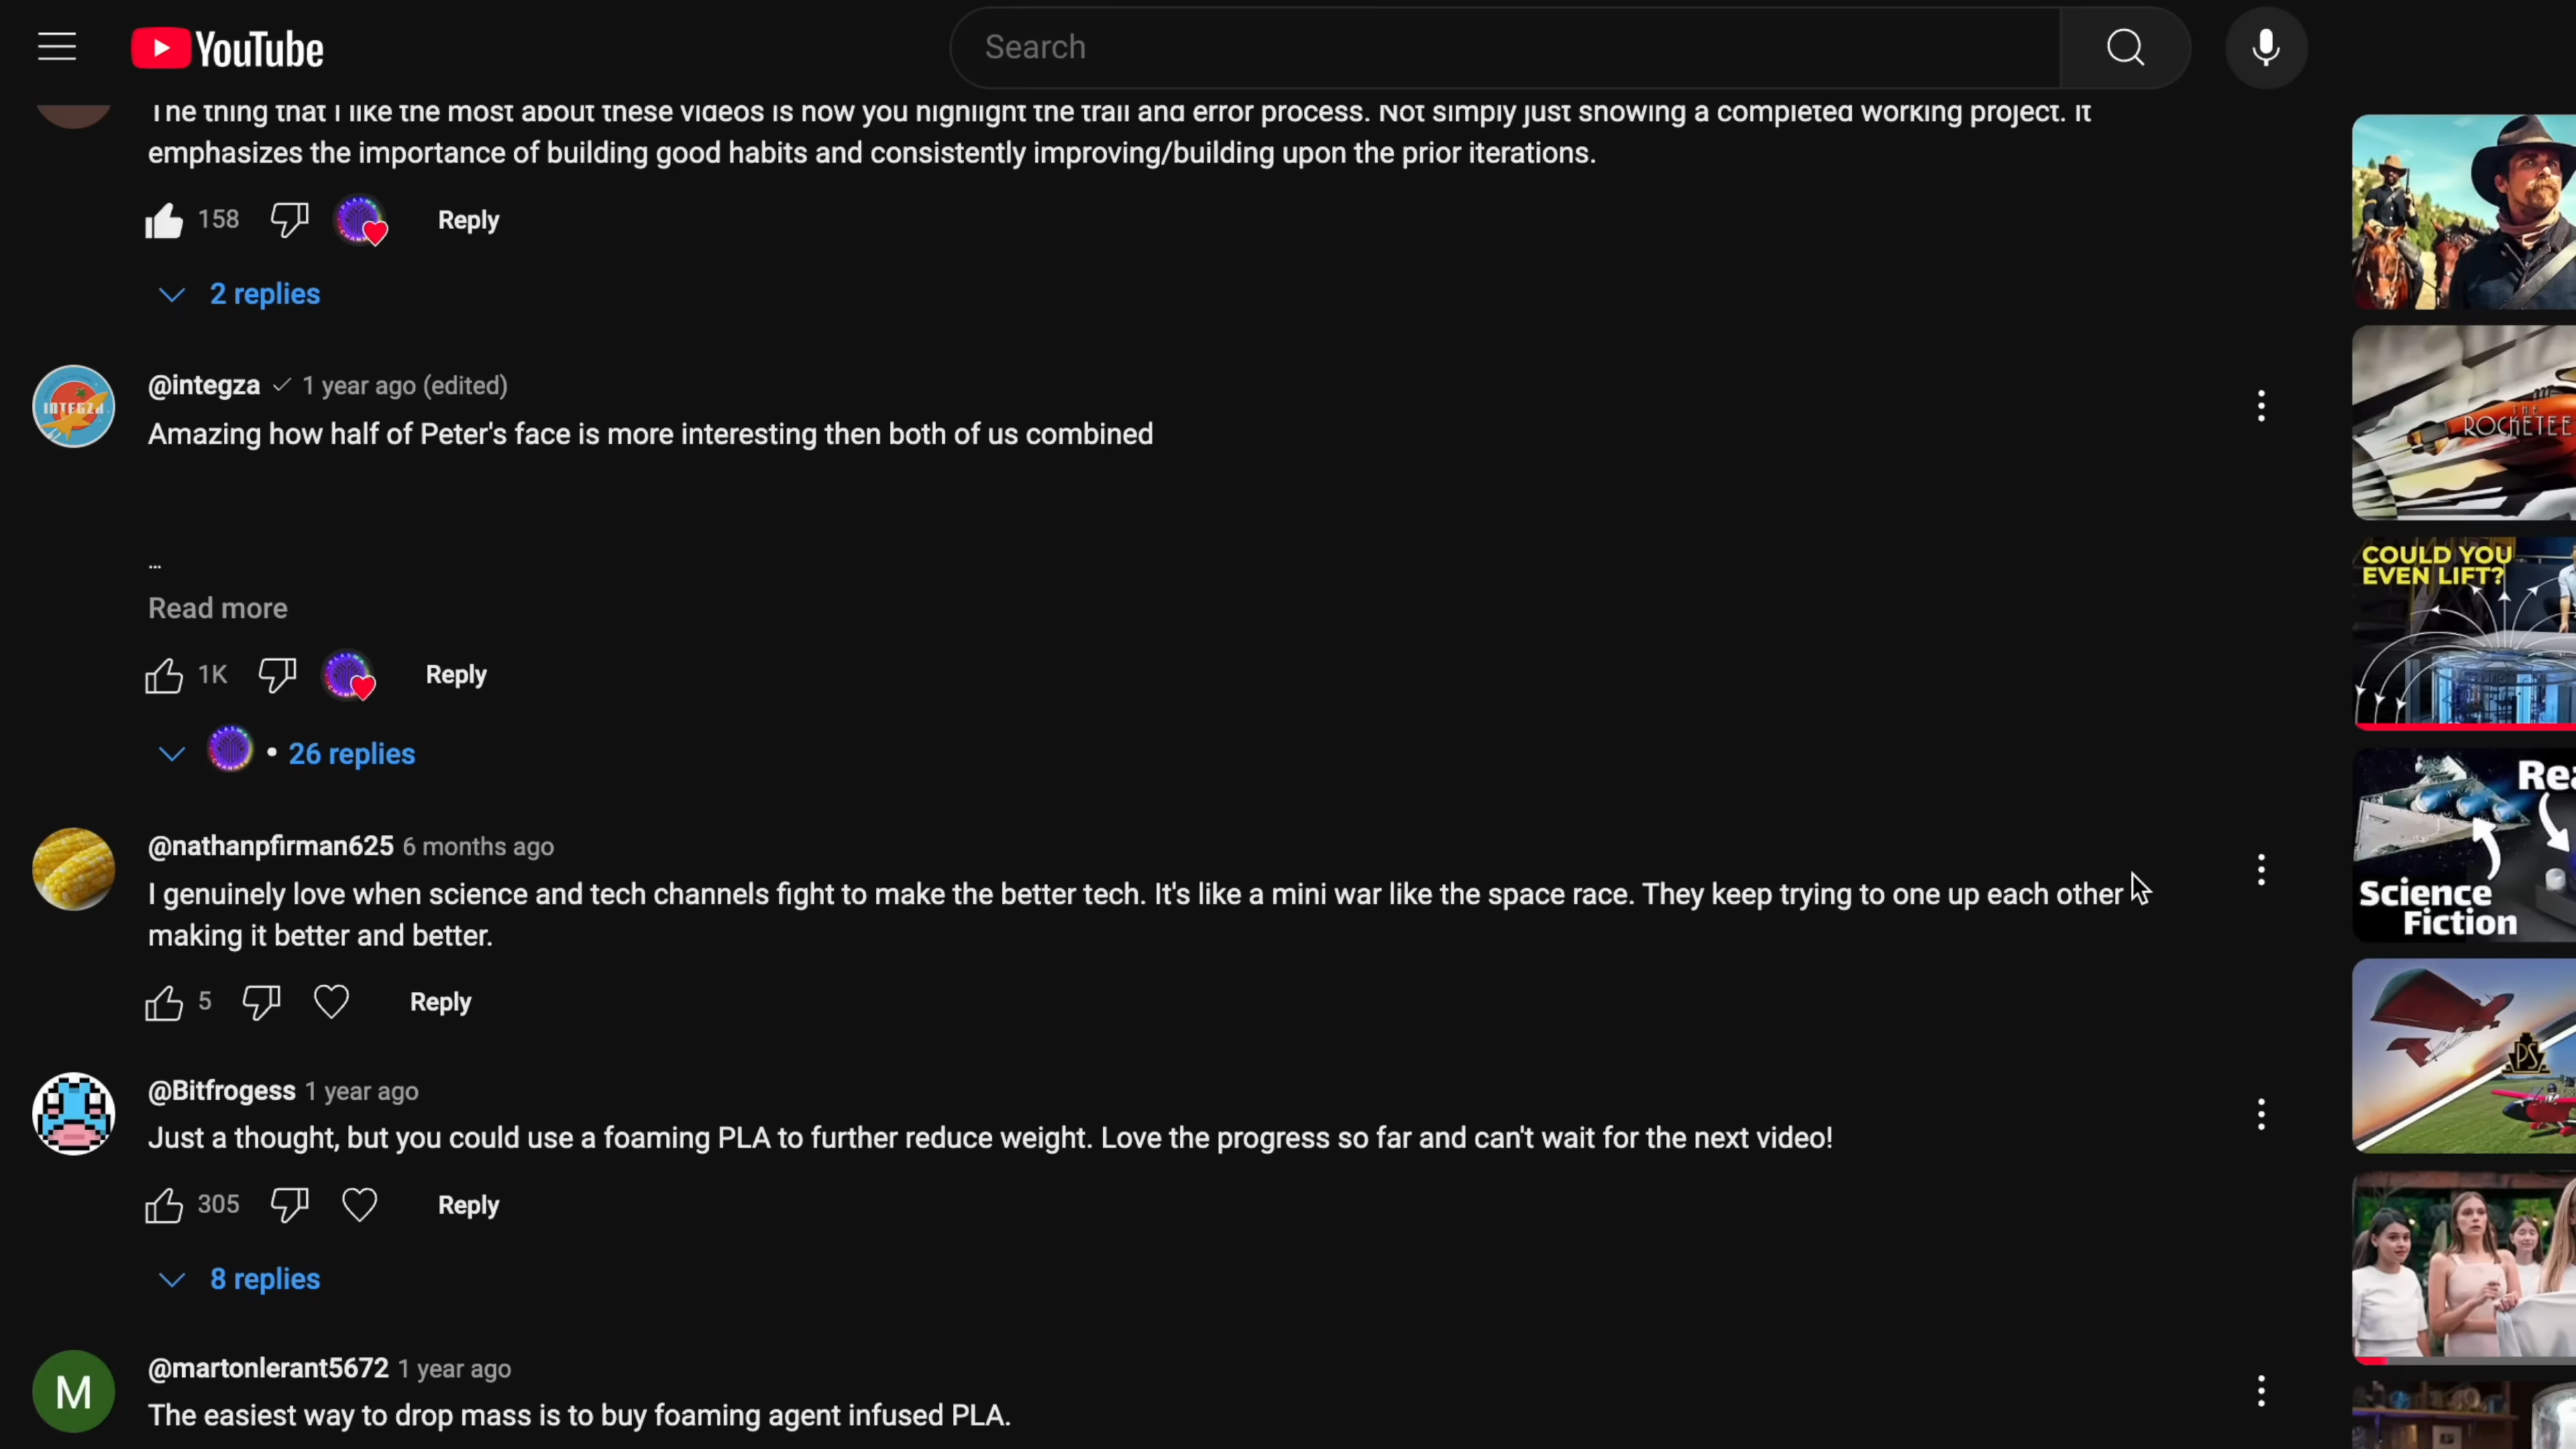 YouTube
Search
The thing that I like the most about these videos is how you highlight the trail and error process. Not simply just showing a completed working project. It
emphasizes the importance of building good habits and consistently improving/building upon the prior iterations.
158 Reply
2 replies
@integza 1 year ago (edited)
INTEGZA
Amazing how half of Peter's face is more interesting then both of us combined
...
Read more
1K Reply
• 26 replies
@nathanpfirman625 6 months ago
I genuinely love when science and tech channels fight to make the better tech. It's like a mini war like the space race. They keep trying to one up each other
making it better and better.
5 Reply
@Bitfrogess 1 year ago
Just a thought, but you could use a foaming PLA to further reduce weight. Love the progress so far and can't wait for the next video!
305 Reply
8 replies
M
@martonlerant5672 1 year ago
The easiest way to drop mass is to buy foaming agent infused PLA.
THE
ROCKETEE
COULD YOU
EVEN LIFT?
Rea
Science
Fiction
PS